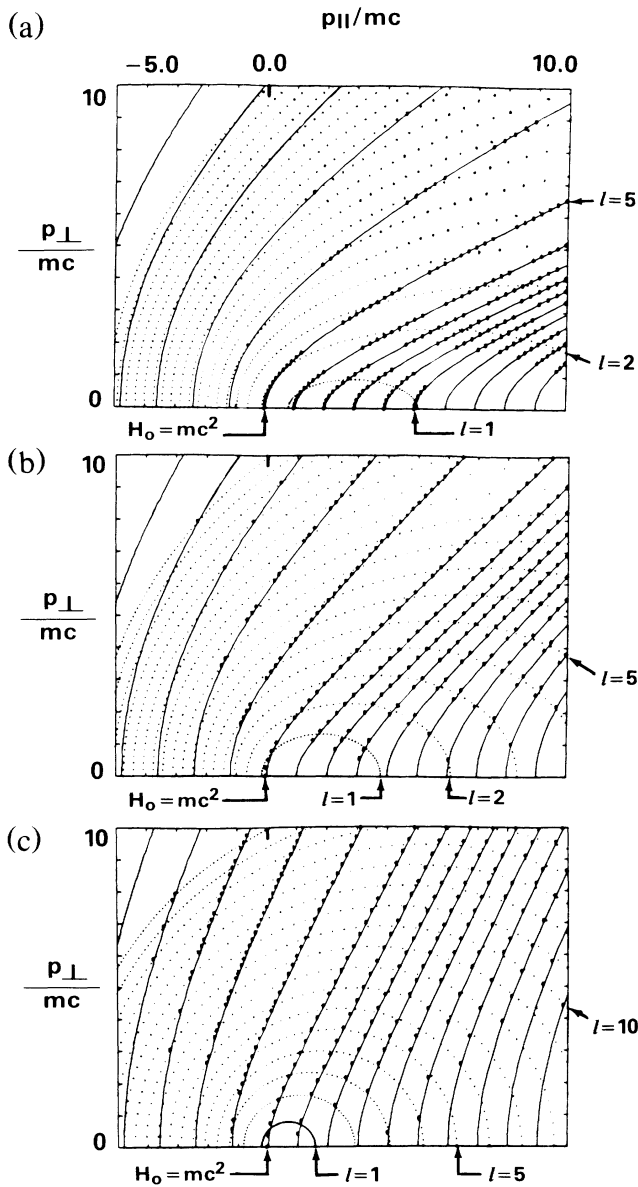 (a)
p||/mc
−5.0 0.0 10.0
10
p⊥
mc
0
l=5
l=2
H₀=mc²
l=1
(b)
10
p⊥
mc
0
l=5
H₀=mc²
l=1
l=2
(c)
10
p⊥
mc
0
l=10
H₀=mc²
l=1
l=5